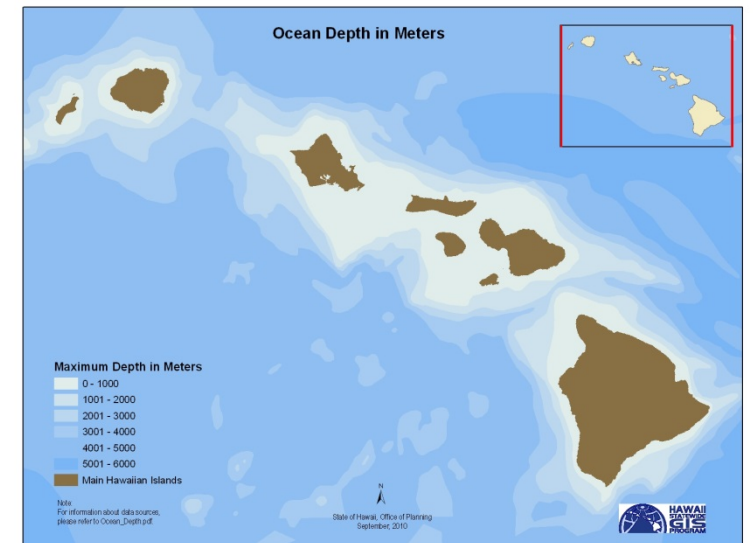 Ocean Depth in Meters
Maximum Depth in Meters
0 - 1000
1001 - 2000
2001 - 3000
3001 - 4000
4001 - 5000
5001 - 6000
Main Hawaiian Islands
Note:
For information about data sources,
please refer to Ocean_Depth.pdf.
N
State of Hawaii, Office of Planning
September, 2010
HAWAII
STATEWIDE
GIS
PROGRAM